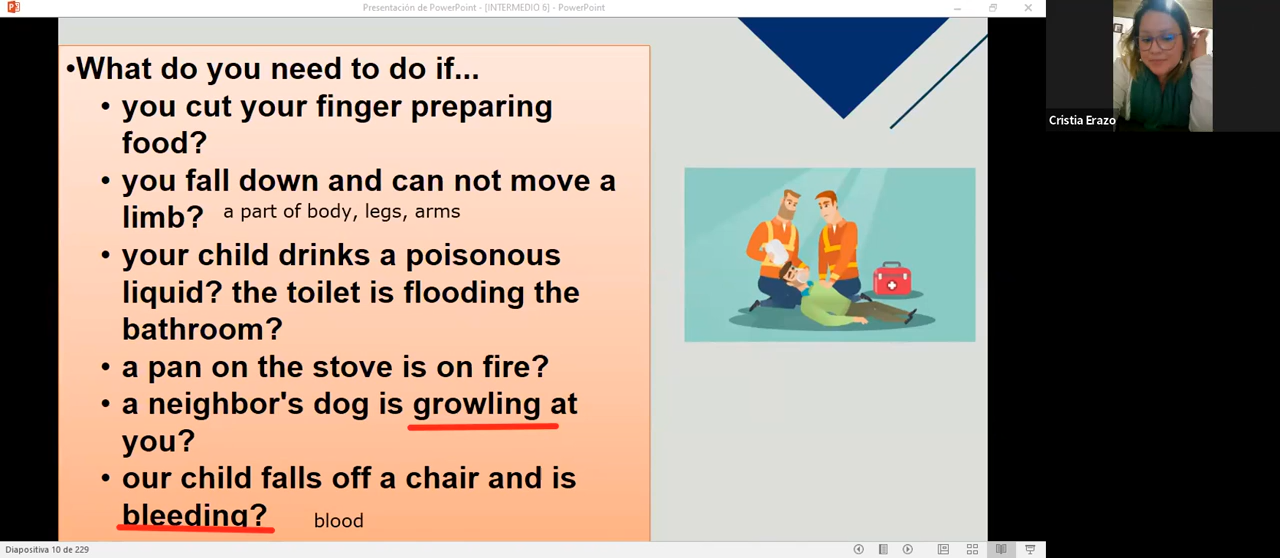 Presentación de PowerPoint - [INTERMEDIO 6] - PowerPoint
•What do you need to do if...
• you cut your finger preparing
food?
• you fall down and can not move a
limb? a part of body, legs, arms
• your child drinks a poisonous
liquid? the toilet is flooding the
bathroom?
• a pan on the stove is on fire?
• a neighbor's dog is growling at
you?
• our child falls off a chair and is
bleeding? blood
Cristia Erazo
Diapositiva 10 de 229